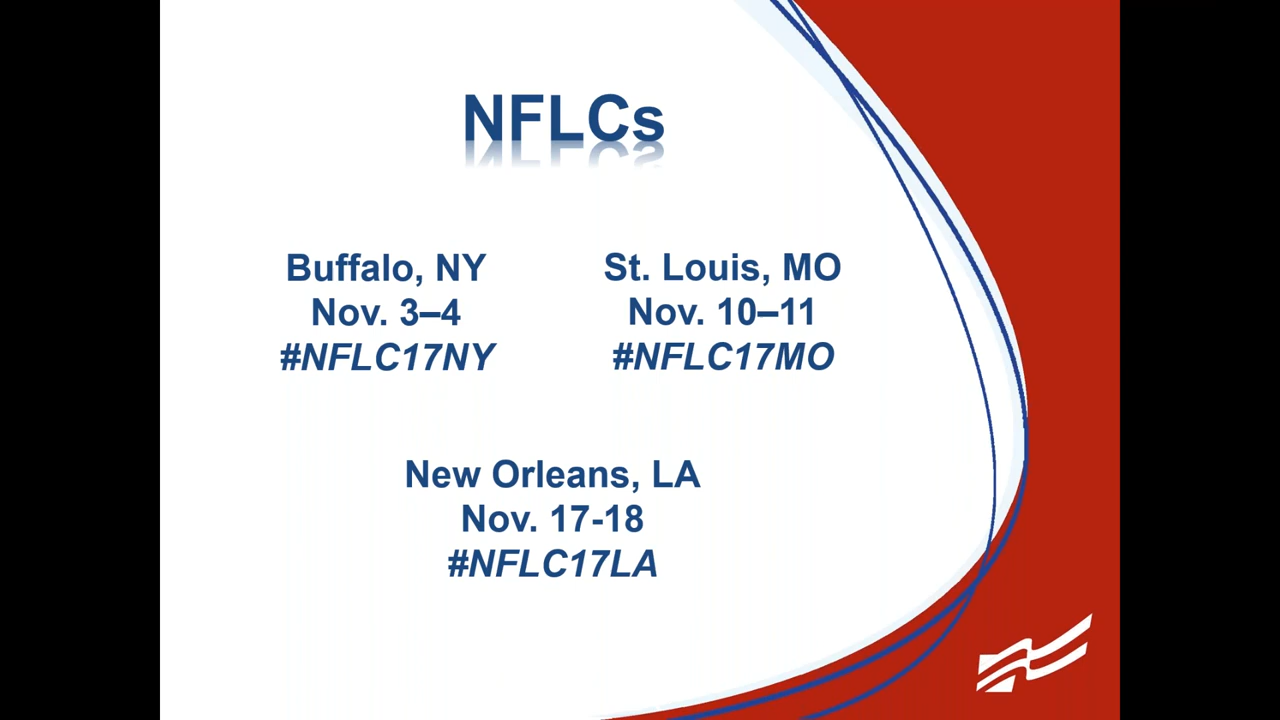 NFLCs
Buffalo, NY
Nov. 3–4
#NFLC17NY
St. Louis, MO
Nov. 10–11
#NFLC17MO
New Orleans, LA
Nov. 17-18
#NFLC17LA